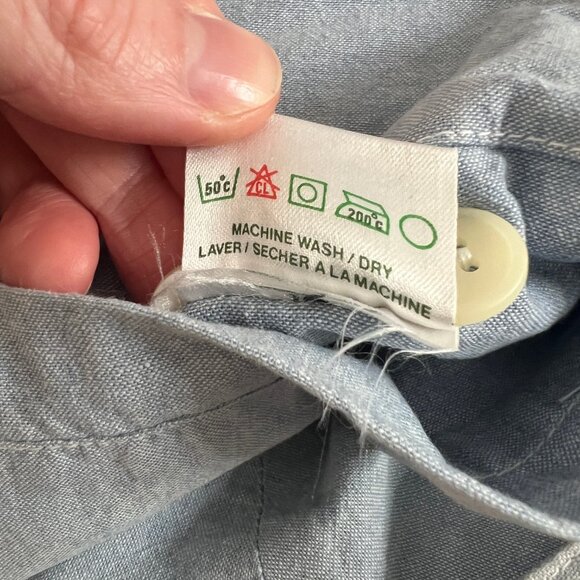 50°c CL 200°c
MACHINE WASH / DRY
LAVER / SECHER A LA MACHINE